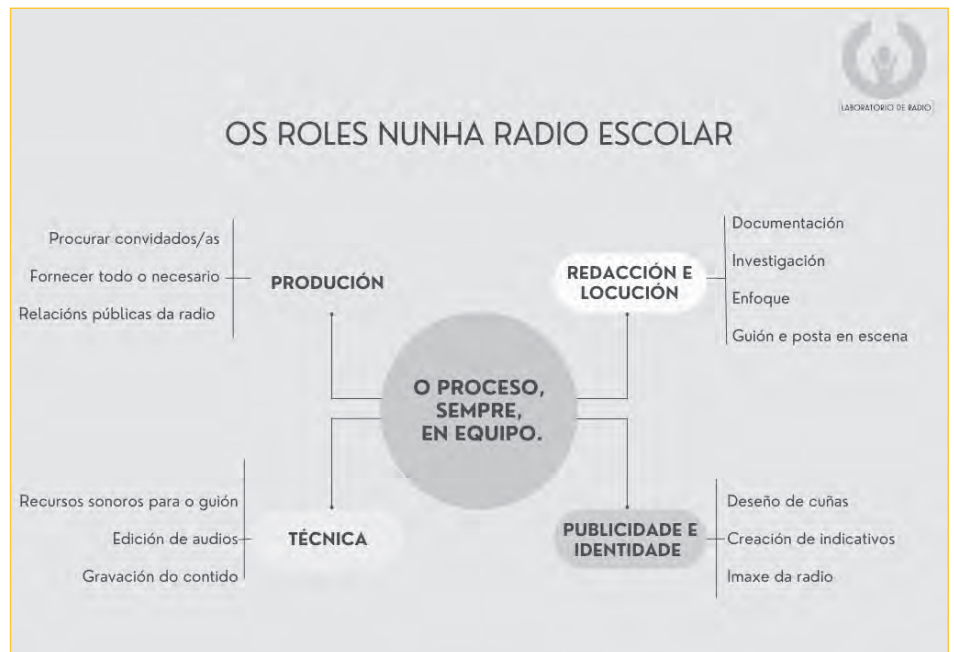 LABORATORIO DE RADIO
OS ROLES NUNHA RADIO ESCOLAR
Procurar convidados/as
Fornecer todo o necesario
Relacións públicas da radio
PRODUCIÓN
REDACCIÓN E
LOCUCIÓN
Documentación
Investigación
Enfoque
Guión e posta en escena
O PROCESO,
SEMPRE,
EN EQUIPO.
Recursos sonoros para o guión
Edición de audios
Gravación do contido
TÉCNICA
PUBLICIDADE E
IDENTIDADE
Deseño de cuñas
Creación de indicativos
Imaxe da radio